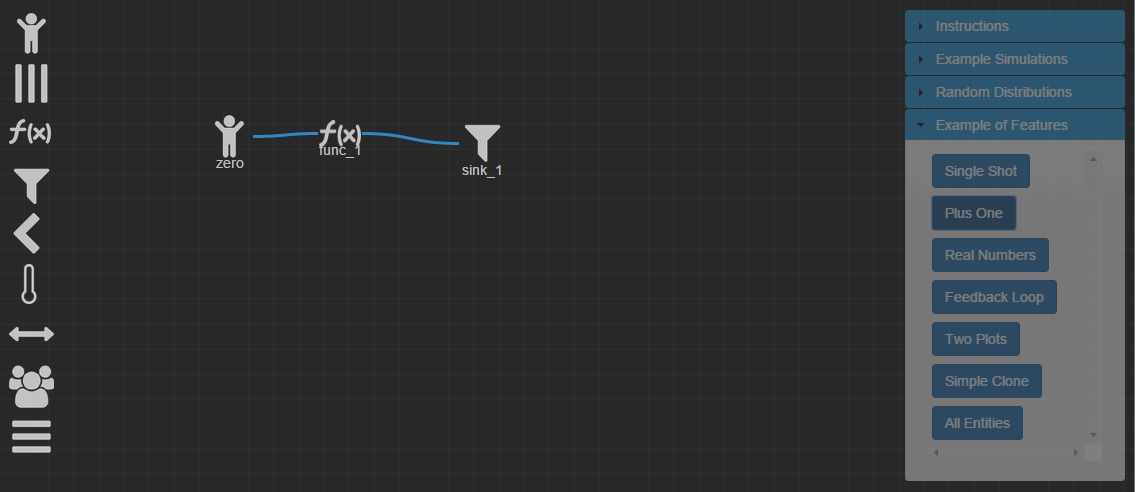 Instructions
Example Simulations
Random Distributions
Example of Features
Single Shot
Plus One
Real Numbers
Feedback Loop
Two Plots
Simple Clone
All Entities
f(x)
f(x)
zero
func_1
sink_1